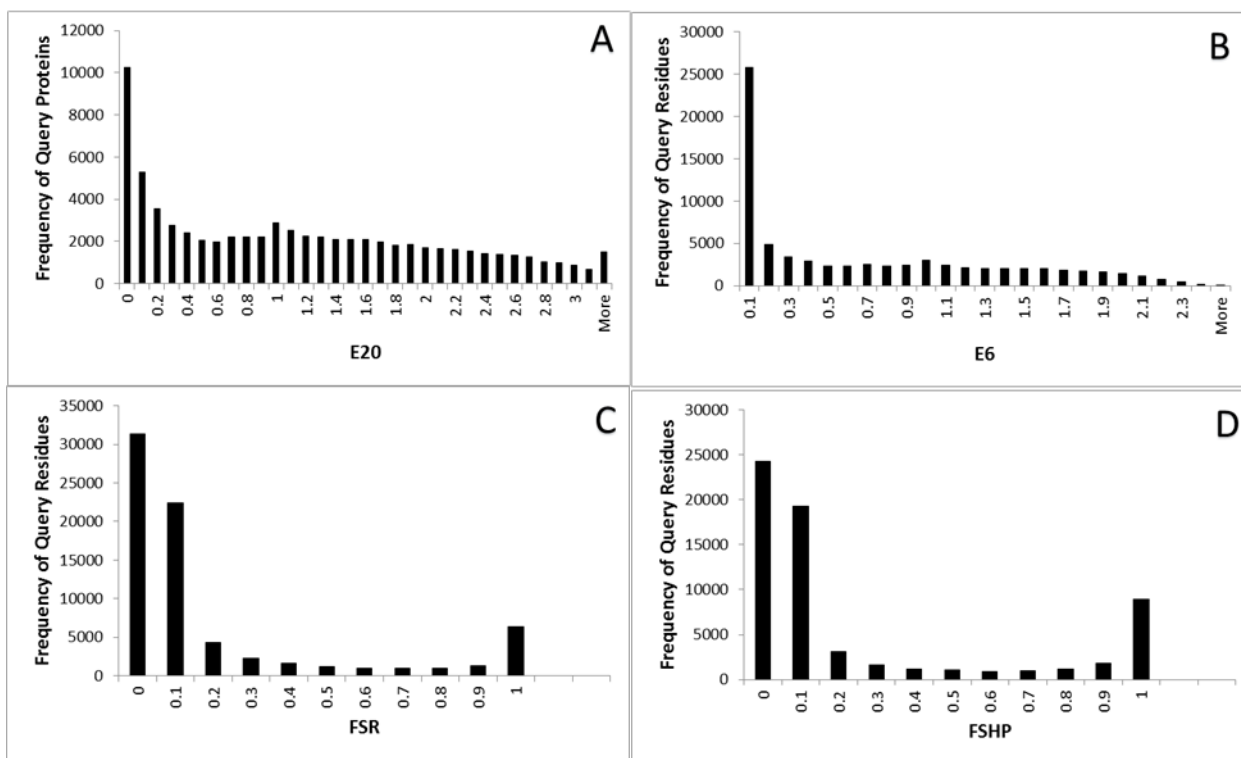 A
Frequency of Query Proteins
12000
10000
8000
6000
4000
2000
0
0 0.2 0.4 0.6 0.8 1 1.2 1.4 1.6 1.8 2 2.2 2.4 2.6 2.8 3 More
E20
B
Frequency of Query Residues
30000
25000
20000
15000
10000
5000
0
0.1 0.3 0.5 0.7 0.9 1.1 1.3 1.5 1.7 1.9 2.1 2.3 More
E6
C
Frequency of Query Residues
35000
30000
25000
20000
15000
10000
5000
0
0 0.1 0.2 0.3 0.4 0.5 0.6 0.7 0.8 0.9 1
FSR
D
Frequency of Query Residues
30000
25000
20000
15000
10000
5000
0
0 0.1 0.2 0.3 0.4 0.5 0.6 0.7 0.8 0.9 1
FSHP